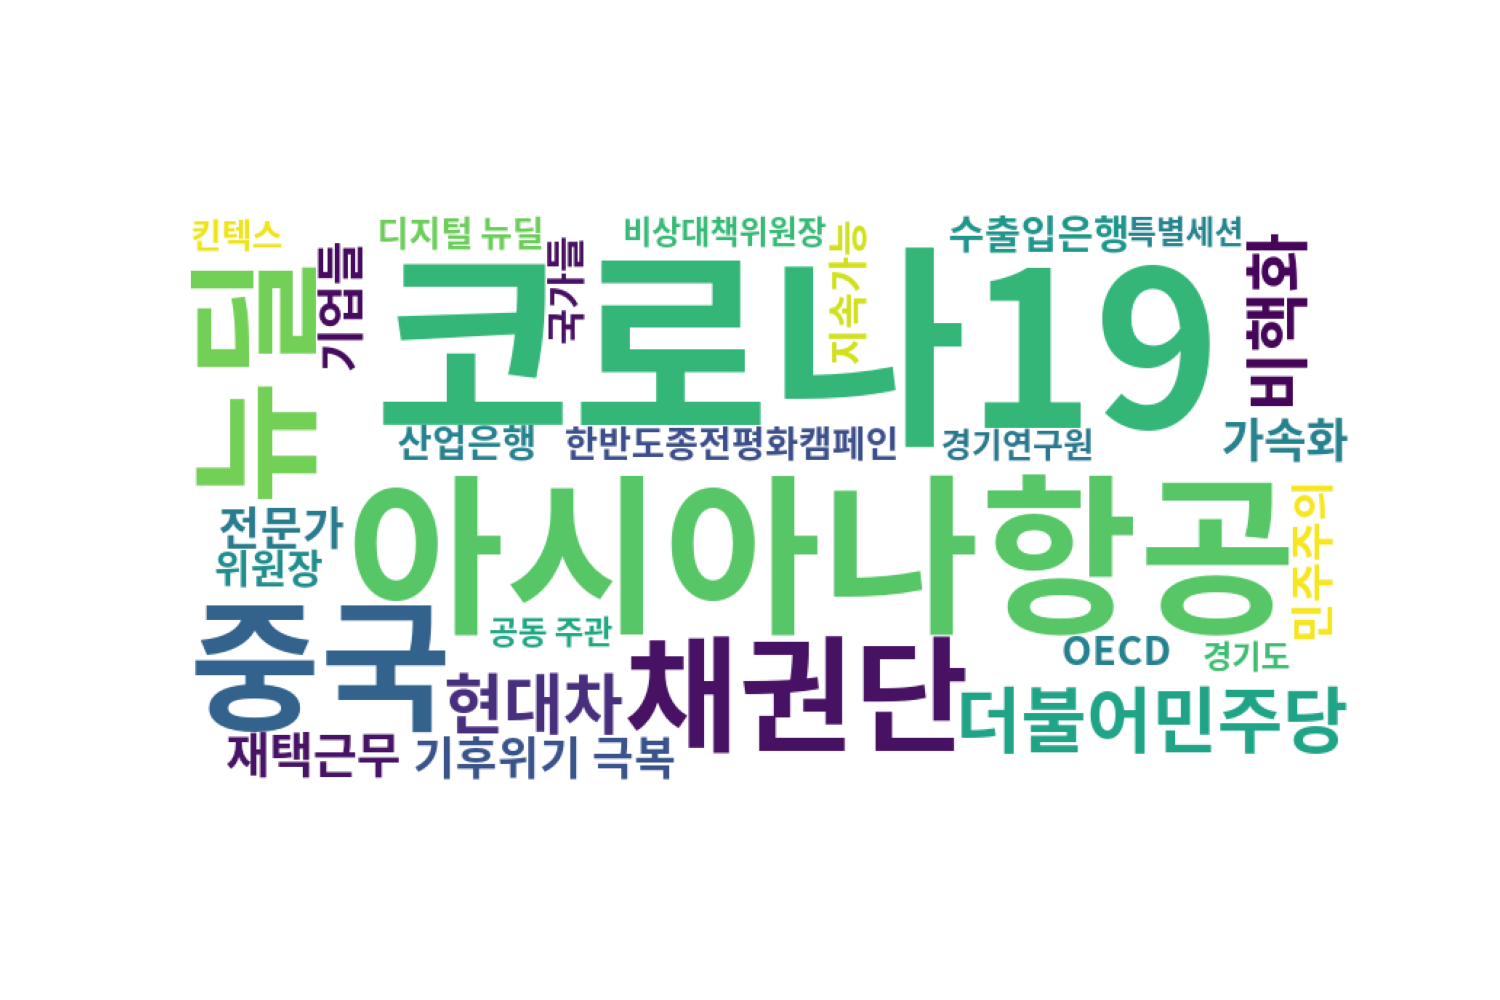 킨텍스
디지털 뉴딜
비상대책위원장
수출입은행
특별세션
뉴딜
기업들
코로나19
국가들
지속가능
비핵화
산업은행
한반도종전평화캠페인
경기연구원
가속화
전문가
위원장
아시아나항공
민주주의
중국
공동 주관
OECD
경기도
현대차
채권단
더불어민주당
재택근무
기후위기 극복